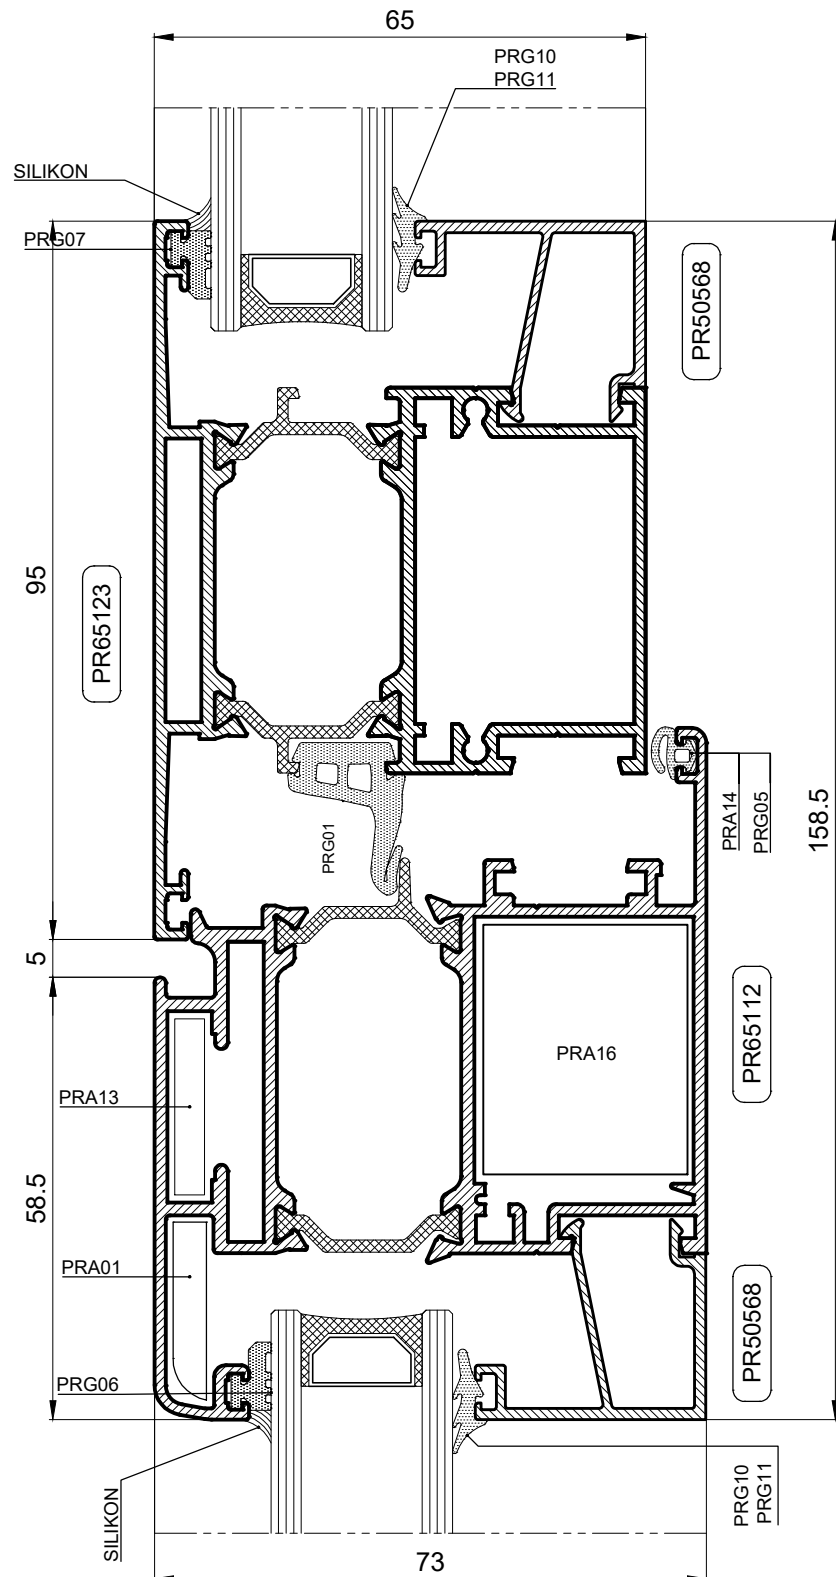 65
PRG10
PRG11
SILIKON
PRG07
PR50568
95
PR65123
PRG01
PRA14
PRG05
158.5
5
PR65112
PRA16
PRA13
58.5
PRA01
PR50568
PRG06
SILIKON
PRG10
PRG11
73